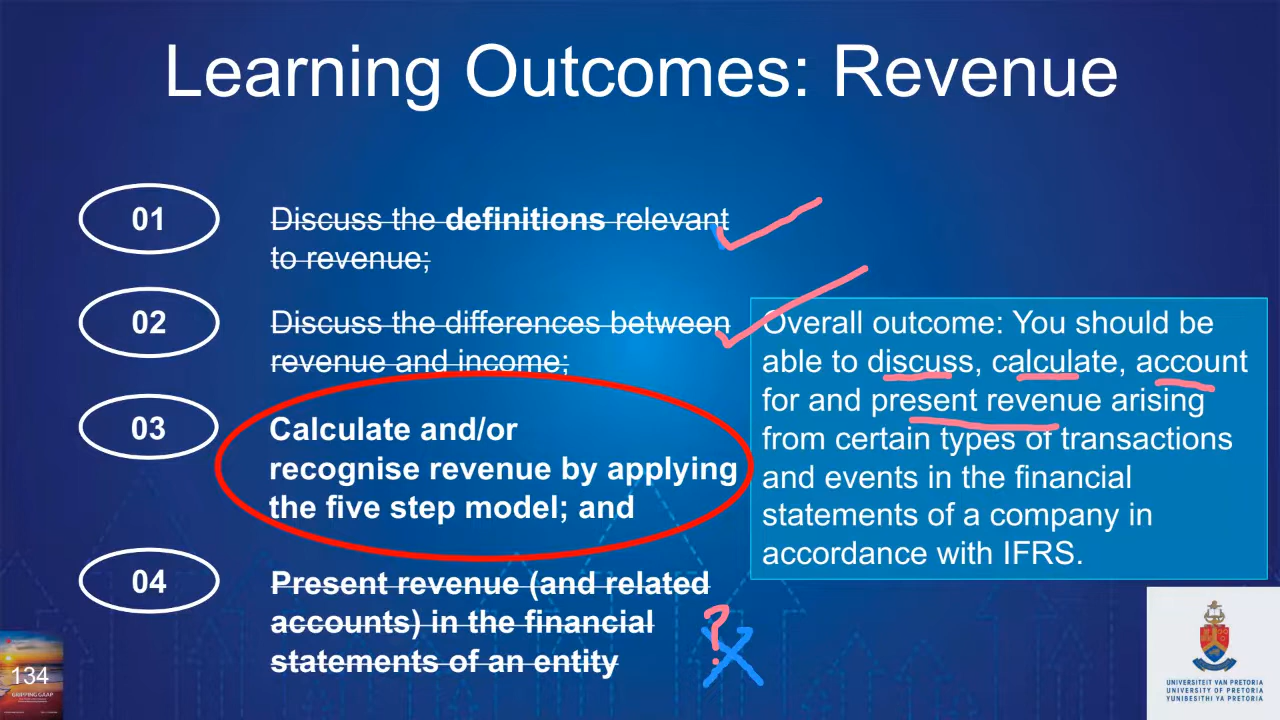 Learning Outcomes: Revenue
01
Discuss the definitions relevant
to revenue;
02
Discuss the differences between
revenue and income;
03
Calculate and/or
recognise revenue by applying
the five step model; and
04
Present revenue (and related
accounts) in the financial
statements of an entity
?
Overall outcome: You should be
able to discuss, calculate, account
for and present revenue arising
from certain types of transactions
and events in the financial
statements of a company in
accordance with IFRS.
134
GRIPPING GAAP
UNIVERSITEIT VAN PRETORIA
UNIVERSITY OF PRETORIA
YUNIBESITHI YA PRETORIA